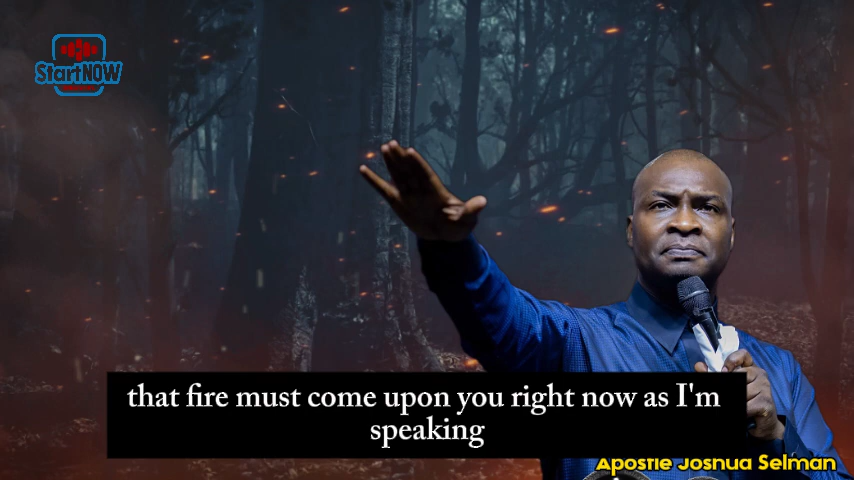 StartNOW
that fire must come upon you right now as I'm
speaking
Apostle Joshua Selman